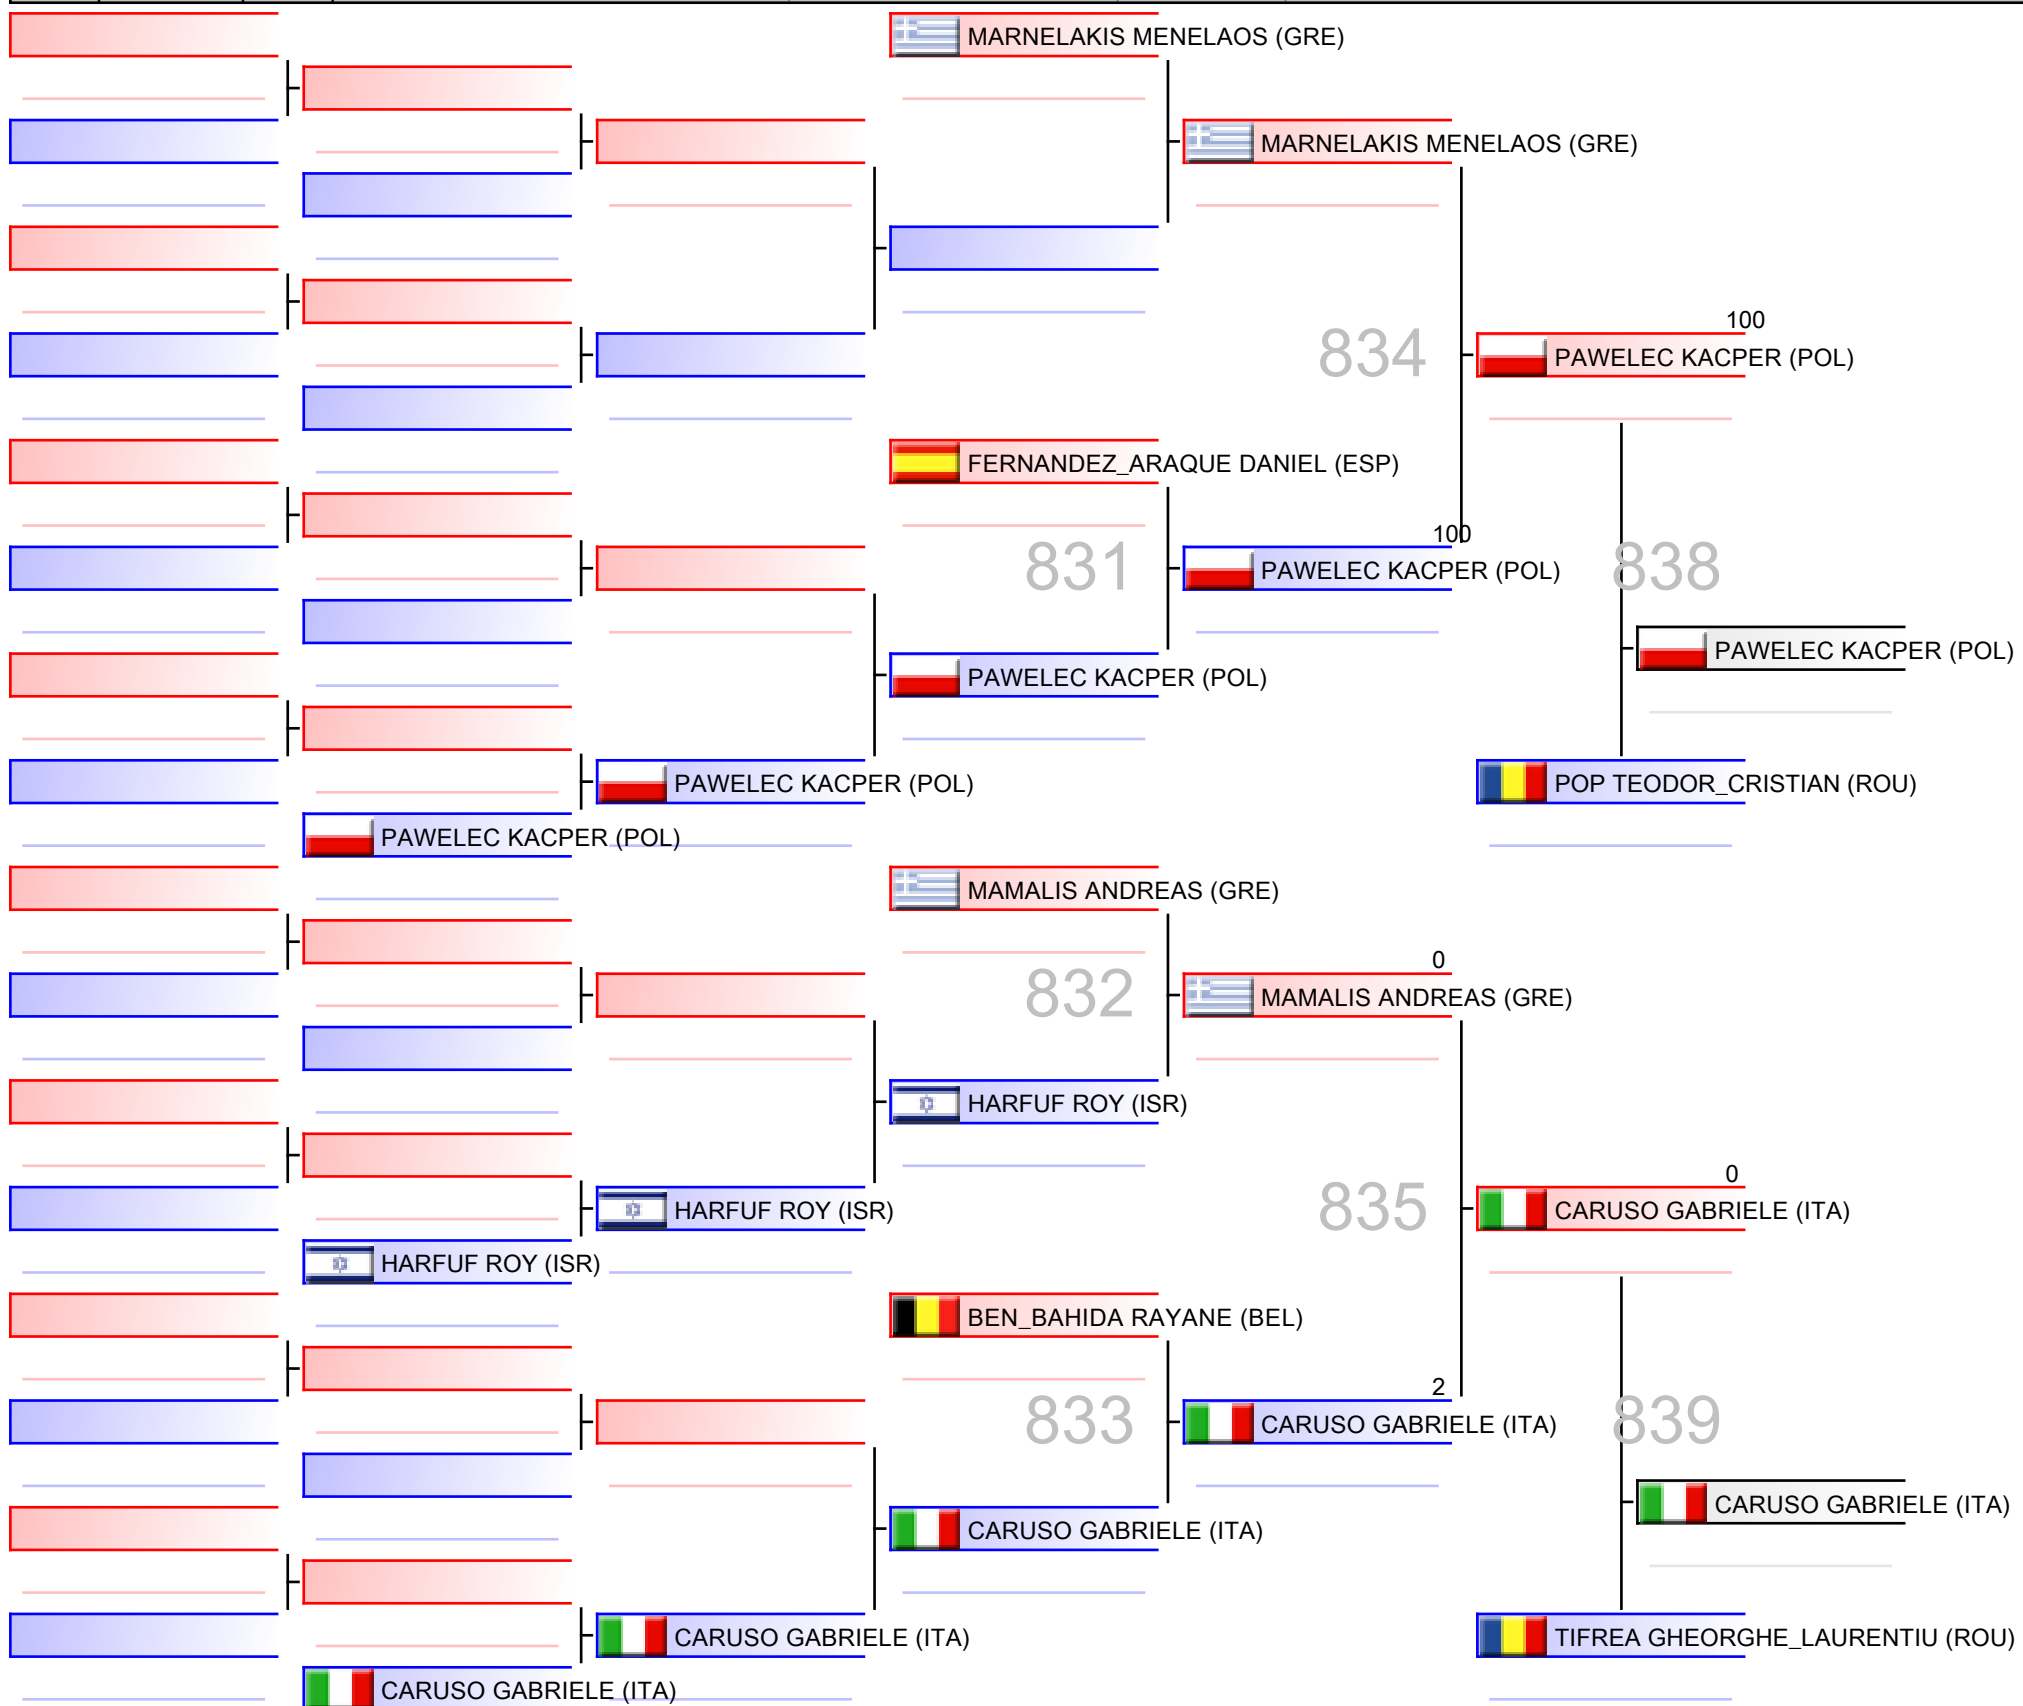 MARNELAKIS MENELAOS (GRE)
MARNELAKIS MENELAOS (GRE)
834
100
PAWELEC KACPER (POL)
FERNANDEZ_ARAQUE DANIEL (ESP)
831
100
PAWELEC KACPER (POL)
838
PAWELEC KACPER (POL)
PAWELEC KACPER (POL)
PAWELEC KACPER (POL)
POP TEODOR_CRISTIAN (ROU)
PAWELEC KACPER (POL)
MAMALIS ANDREAS (GRE)
832
0
MAMALIS ANDREAS (GRE)
HARFUF ROY (ISR)
835
0
HARFUF ROY (ISR)
CARUSO GABRIELE (ITA)
HARFUF ROY (ISR)
BEN_BAHIDA RAYANE (BEL)
833
2
CARUSO GABRIELE (ITA)
839
CARUSO GABRIELE (ITA)
CARUSO GABRIELE (ITA)
CARUSO GABRIELE (ITA)
TIFREA GHEORGHE_LAURENTIU (ROU)
CARUSO GABRIELE (ITA)